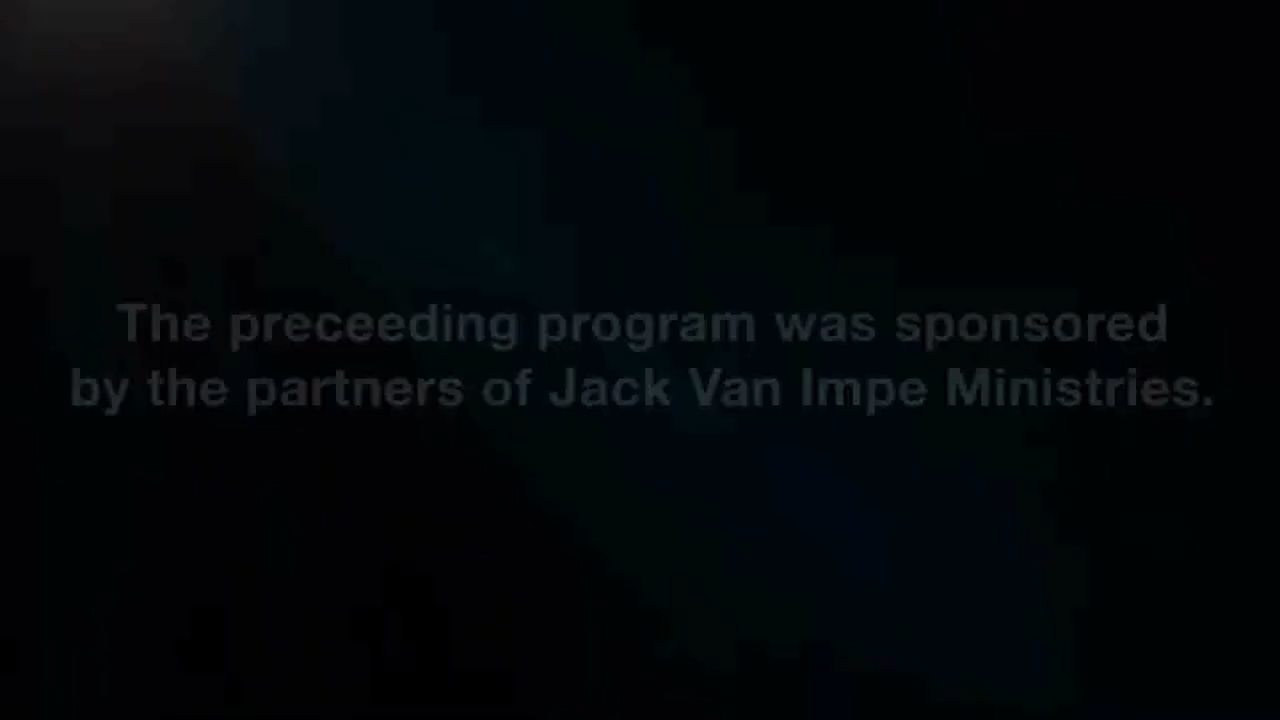 The preceeding program was sponsored
by the partners of Jack Van Impe Ministries.